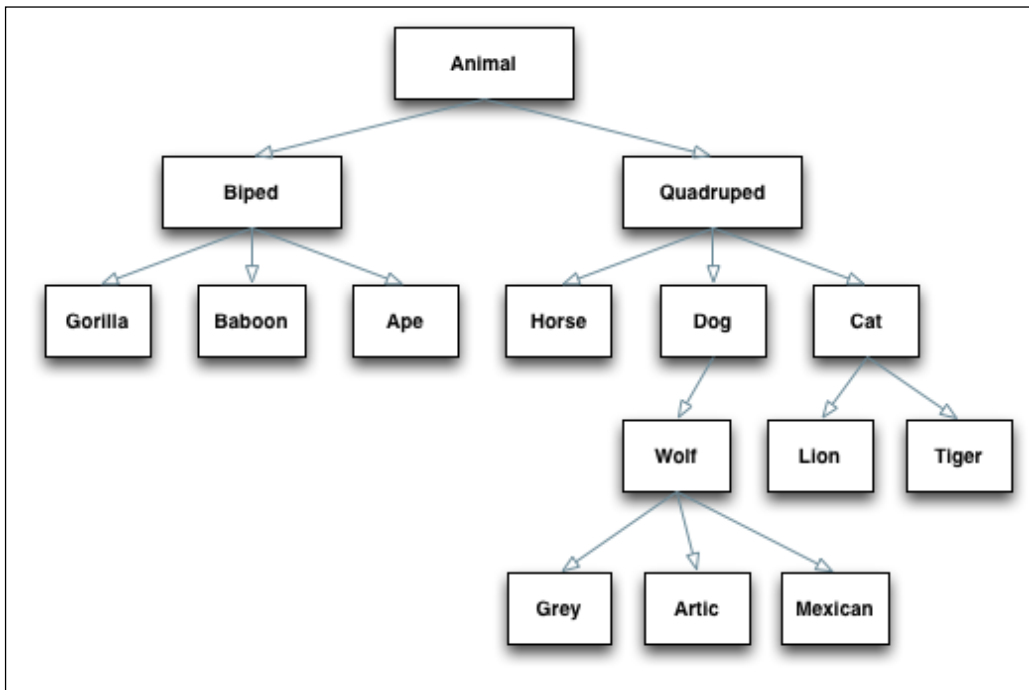 Animal
Biped
Quadruped
Gorilla
Baboon
Ape
Horse
Dog
Cat
Wolf
Lion
Tiger
Grey
Artic
Mexican